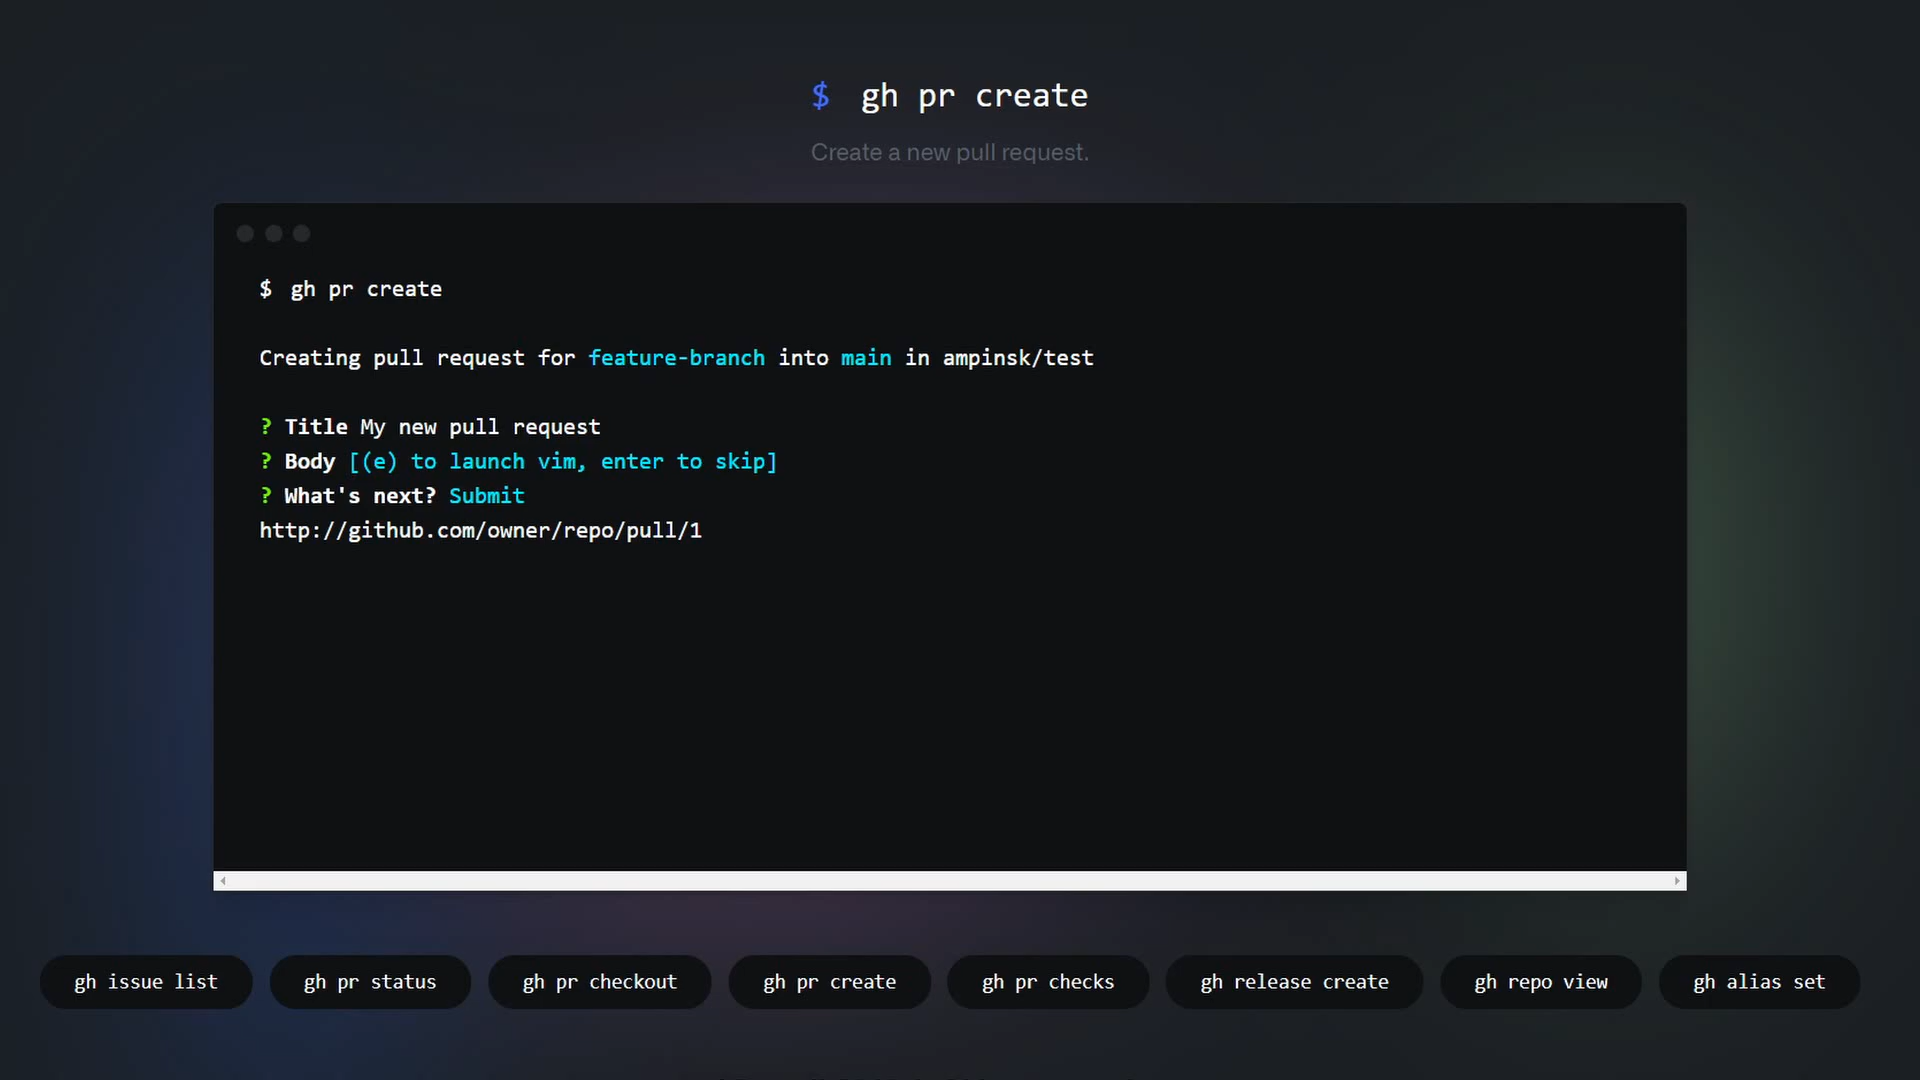 $ gh pr create
Create a new pull request.
$ gh pr create
Creating pull request for feature-branch into main in ampinsk/test
? Title My new pull request
? Body [(e) to launch vim, enter to skip]
? What's next? Submit
http://github.com/owner/repo/pull/1
gh issue list
gh pr status
gh pr checkout
gh pr create
gh pr checks
gh release create
gh repo view
gh alias set